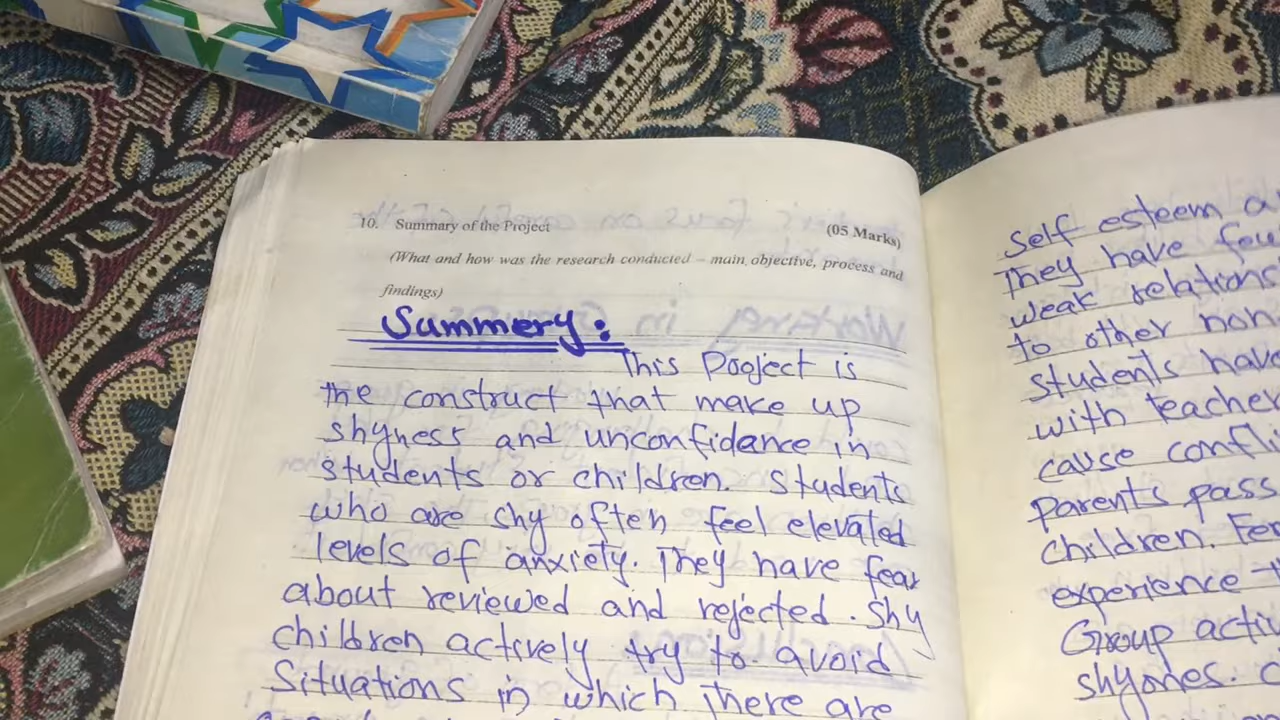 10. Summary of the Project (05 Marks)
(What and how was the research conducted – main objective, process and
findings)
Summery:
This Project is
the construct that make up
shyness and unconfidance in
students or children. Students
who are shy often feel elevated
levels of anxiety. They have fear
about reviewed and rejected. Shy
children actively try to avoid
Situations in which there are
Self esteem
They have
weak
to other non
students have
with teacher
cause
parents pass
children.
experience
Group
shyones.